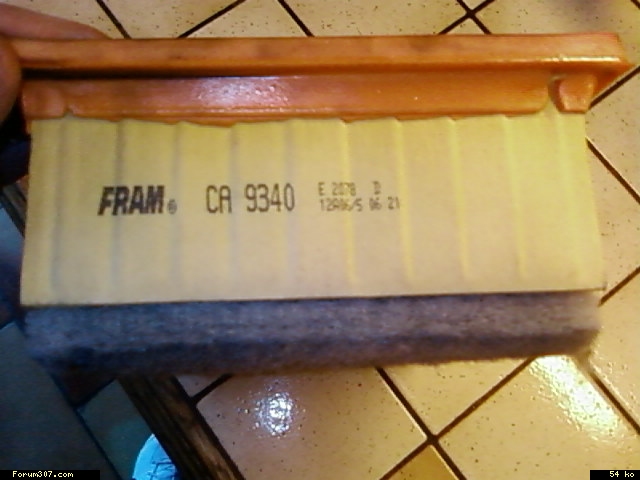 FRAM® CA 9340
E 2078 D
12A06/5 06 21
Forum307.com
54 ko